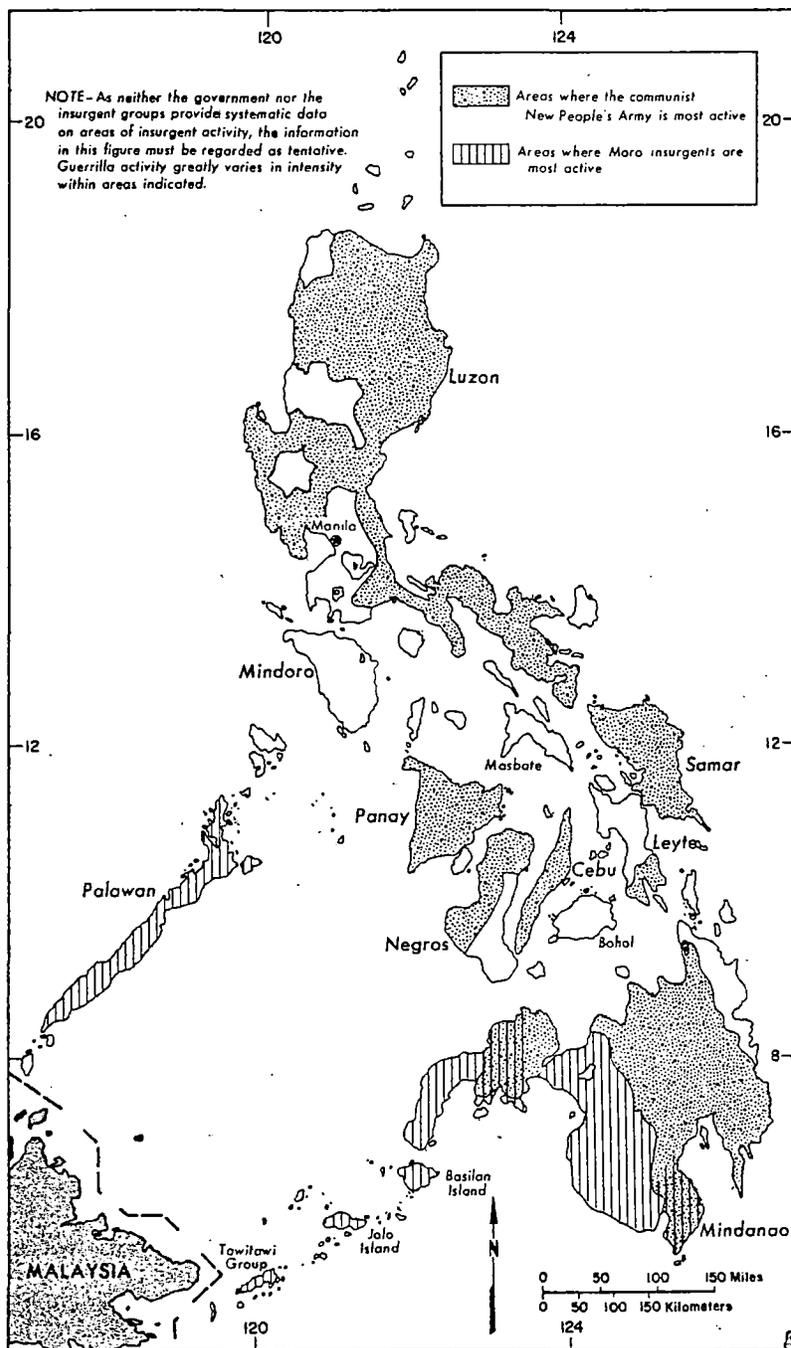 120
124
NOTE—As neither the government nor the
insurgent groups provide systematic data
on areas of insurgent activity, the information
in this figure must be regarded as tentative.
Guerrilla activity greatly varies in intensity
within areas indicated.
Areas where the communist
New People's Army is most active
Areas where Moro insurgents are
most active
20
20
Luzon
16
16
Manila
Mindoro
12
12
Masbate
Samar
Panay
Leyte
Cebu
Palawan
Negros
Bohol
8
Basilan
Island
Jolo
Island
N
Mindanao
Tawitawi
Group
MALAYSIA
0 50 100 150 Miles
0 50 100 150 Kilometers
120
124